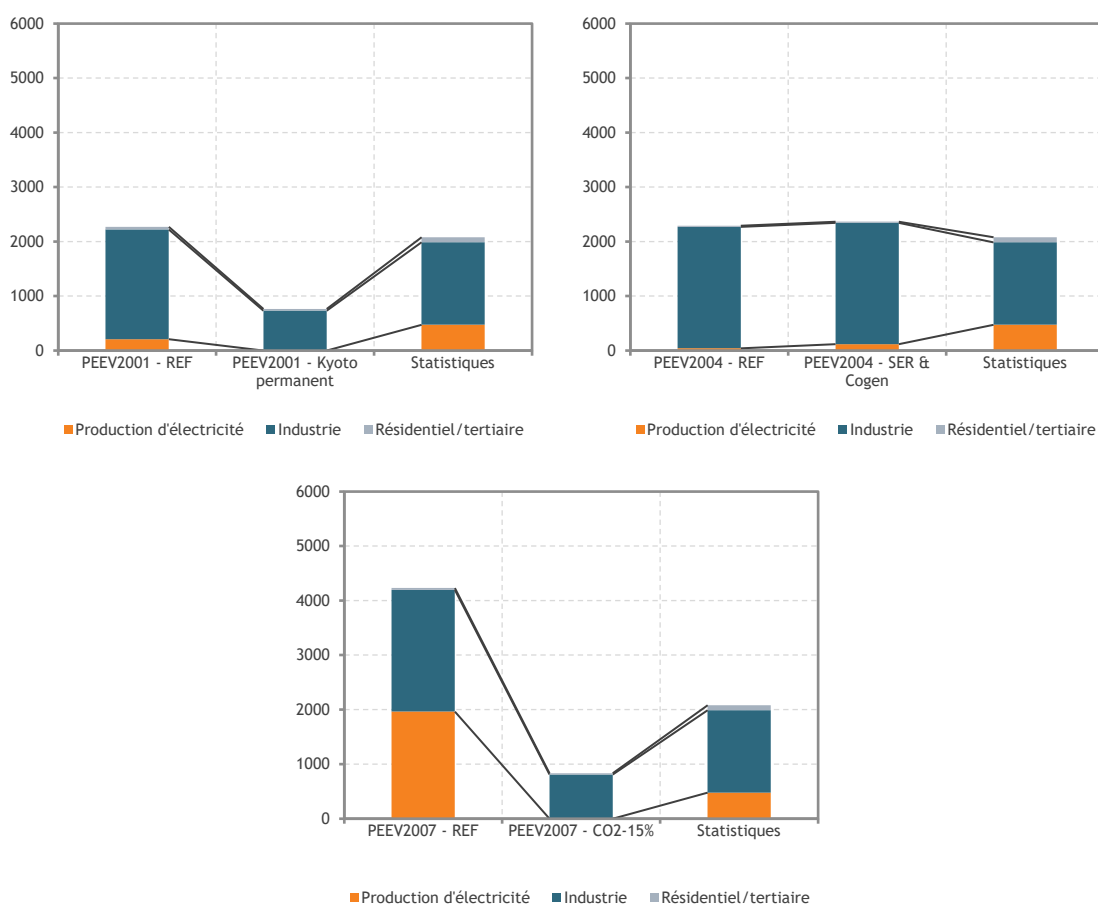 6000
5000
4000
3000
2000
1000
0
PEEV2001 - REF
PEEV2001 - Kyoto
permanent
Statistiques
Production d'électricité
Industrie
Résidentiel/tertiaire
6000
5000
4000
3000
2000
1000
0
PEEV2004 - REF
PEEV2004 - SER &
Cogen
Statistiques
Production d'électricité
Industrie
Résidentiel/tertiaire
6000
5000
4000
3000
2000
1000
0
PEEV2007 - REF
PEEV2007 - CO2-15%
Statistiques
Production d'électricité
Industrie
Résidentiel/tertiaire